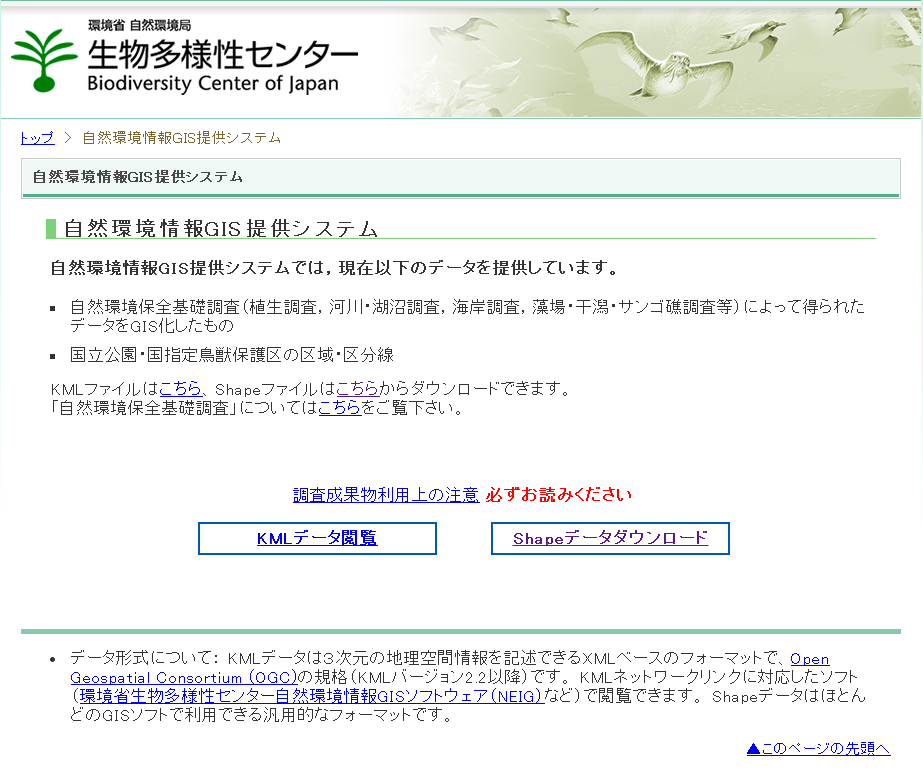 環境省 自然環境局
生物多様性センター
Biodiversity Center of Japan
トップ ＞ 自然環境情報GIS提供システム
自然環境情報GIS提供システム
自然環境情報GIS提供システム
自然環境情報GIS提供システムでは，現在以下のデータを提供しています。
自然環境保全基礎調査（植生調査，河川・湖沼調査，海岸調査，藻場・干潟・サンゴ礁調査等）によって得られた
データをGIS化したもの
国立公園・国指定鳥獣保護区の区域・区分線
KMLファイルはこちら、Shapeファイルはこちらからダウンロードできます。
「自然環境保全基礎調査」についてはこちらをご覧下さい。
調査成果物利用上の注意 必ずお読みください
KMLデータ閲覧 Shapeデータダウンロード
データ形式について： KMLデータは３次元の地理空間情報を記述できるXMLベースのフォーマットで、Open
Geospatial Consortium （OGC）の規格（KMLバージョン2.2以降）です。 KMLネットワークリンクに対応したソフト
（環境省生物多様性センター自然環境情報GISソフトウェア（NEIG）など）で閲覧できます。 Shapeデータはほとん
どのGISソフトで利用できる汎用的なフォーマットです。
▲このページの先頭へ